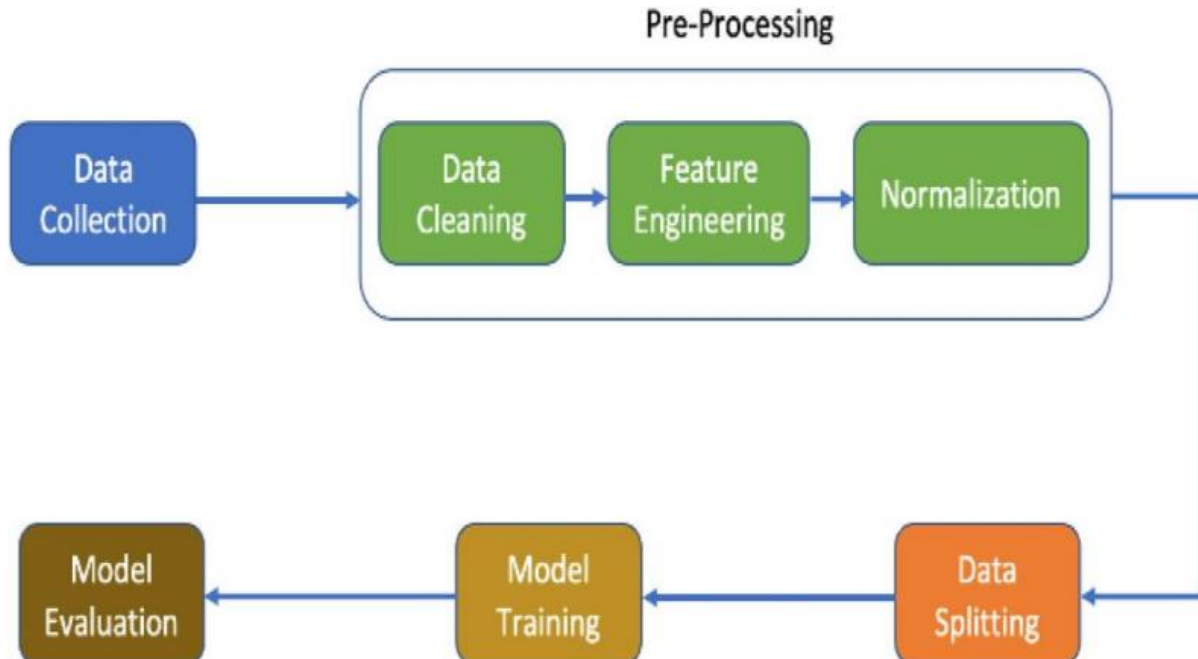 Pre-Processing
Data
Collection
Data
Cleaning
Feature
Engineering
Normalization
Data
Splitting
Model
Training
Model
Evaluation